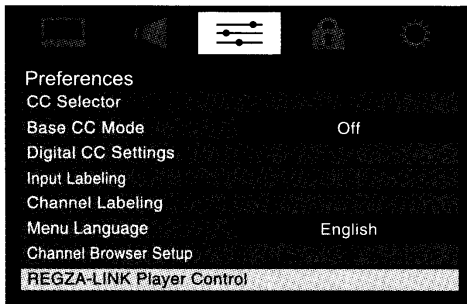 Preferences
CC Selector
Base CC Mode Off
Digital CC Settings
Input Labeling
Channel Labeling
Menu Language English
Channel Browser Setup
REGZA-LINK Player Control